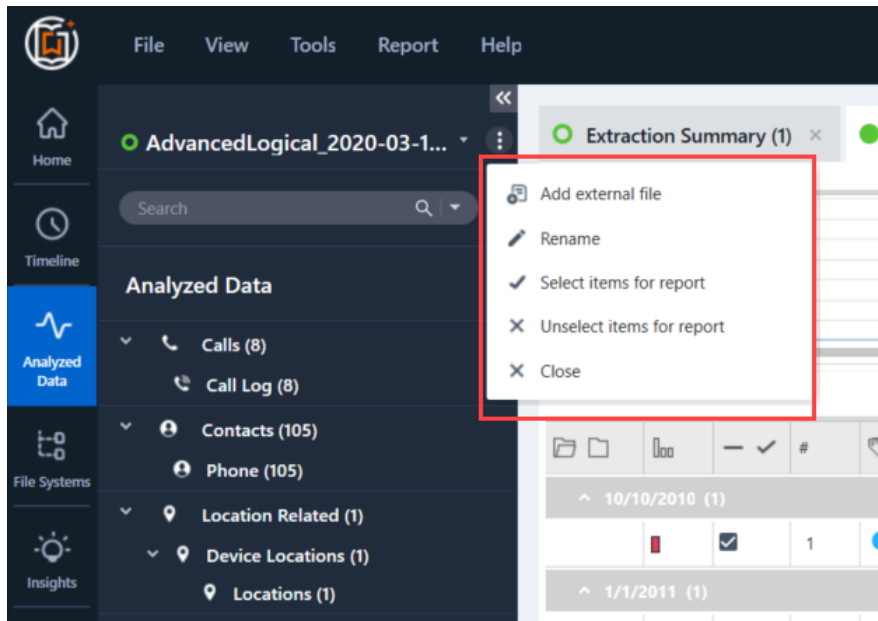 File View Tools Report Help
Home
Timeline
Analyzed
Data
File Systems
Insights
AdvancedLogical_2020-03-1...
Search
Analyzed Data
Calls (8)
Call Log (8)
Contacts (105)
Phone (105)
Location Related (1)
Device Locations (1)
Locations (1)
Extraction Summary (1)
Add external file
Rename
Select items for report
Unselect items for report
Close
#
10/10/2010 (1)
1
1/1/2011 (1)